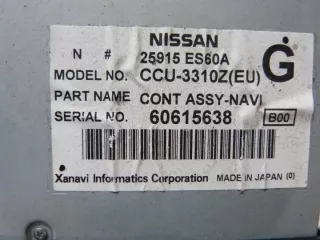 NISSAN
N # 25915 ES60A
MODEL NO. CCU-3310Z(EU) G
PART NAME CONT ASSY-NAVI
SERIAL NO. 60615638 B00
Xanavi Informatics Corporation MADE IN JAPAN (0)